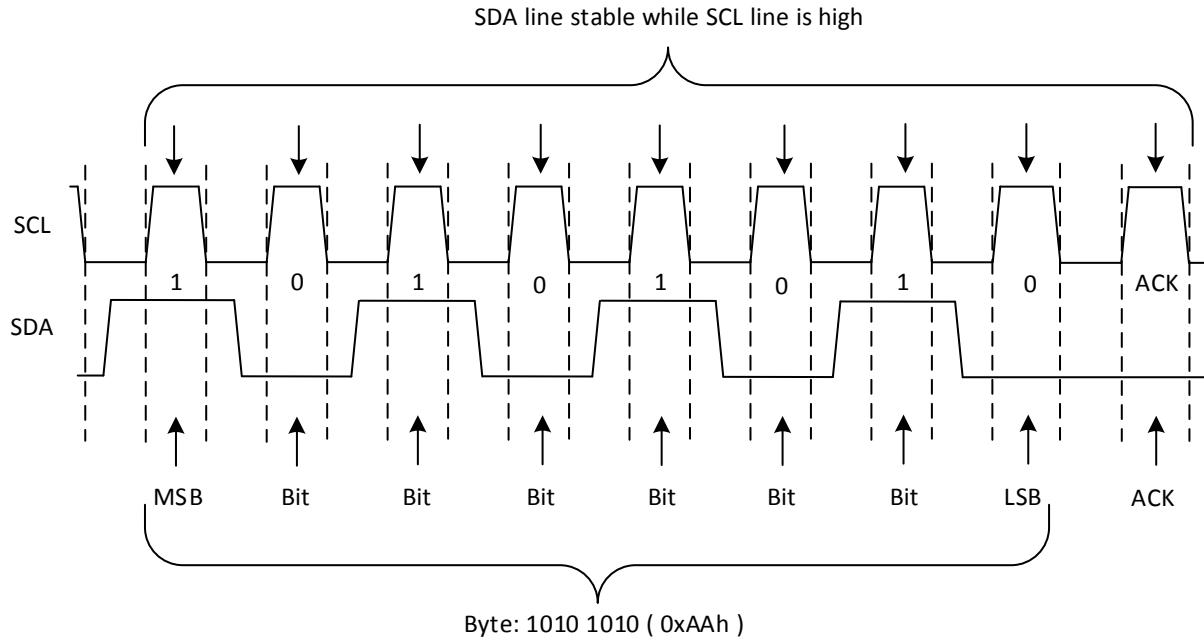 SDA line stable while SCL line is high
SCL
1 0 1 0 1 0 1 0 ACK
SDA
MSB Bit Bit Bit Bit Bit Bit LSB ACK
Byte: 1010 1010 ( 0xAAh )